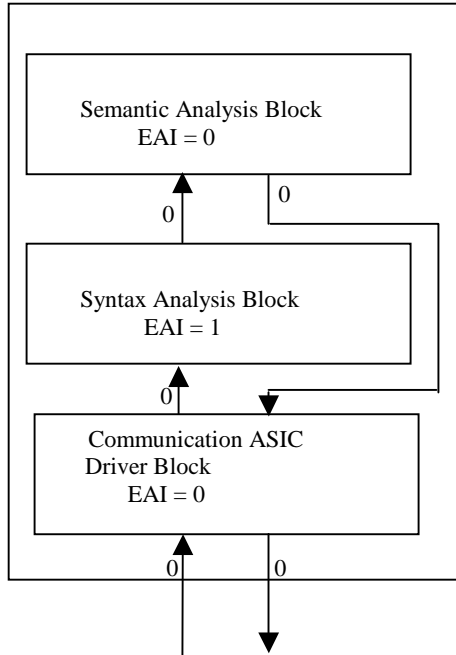 Semantic Analysis Block
EAI = 0
0
0
Syntax Analysis Block
EAI = 1
0
Communication ASIC
Driver Block
EAI = 0
0
0